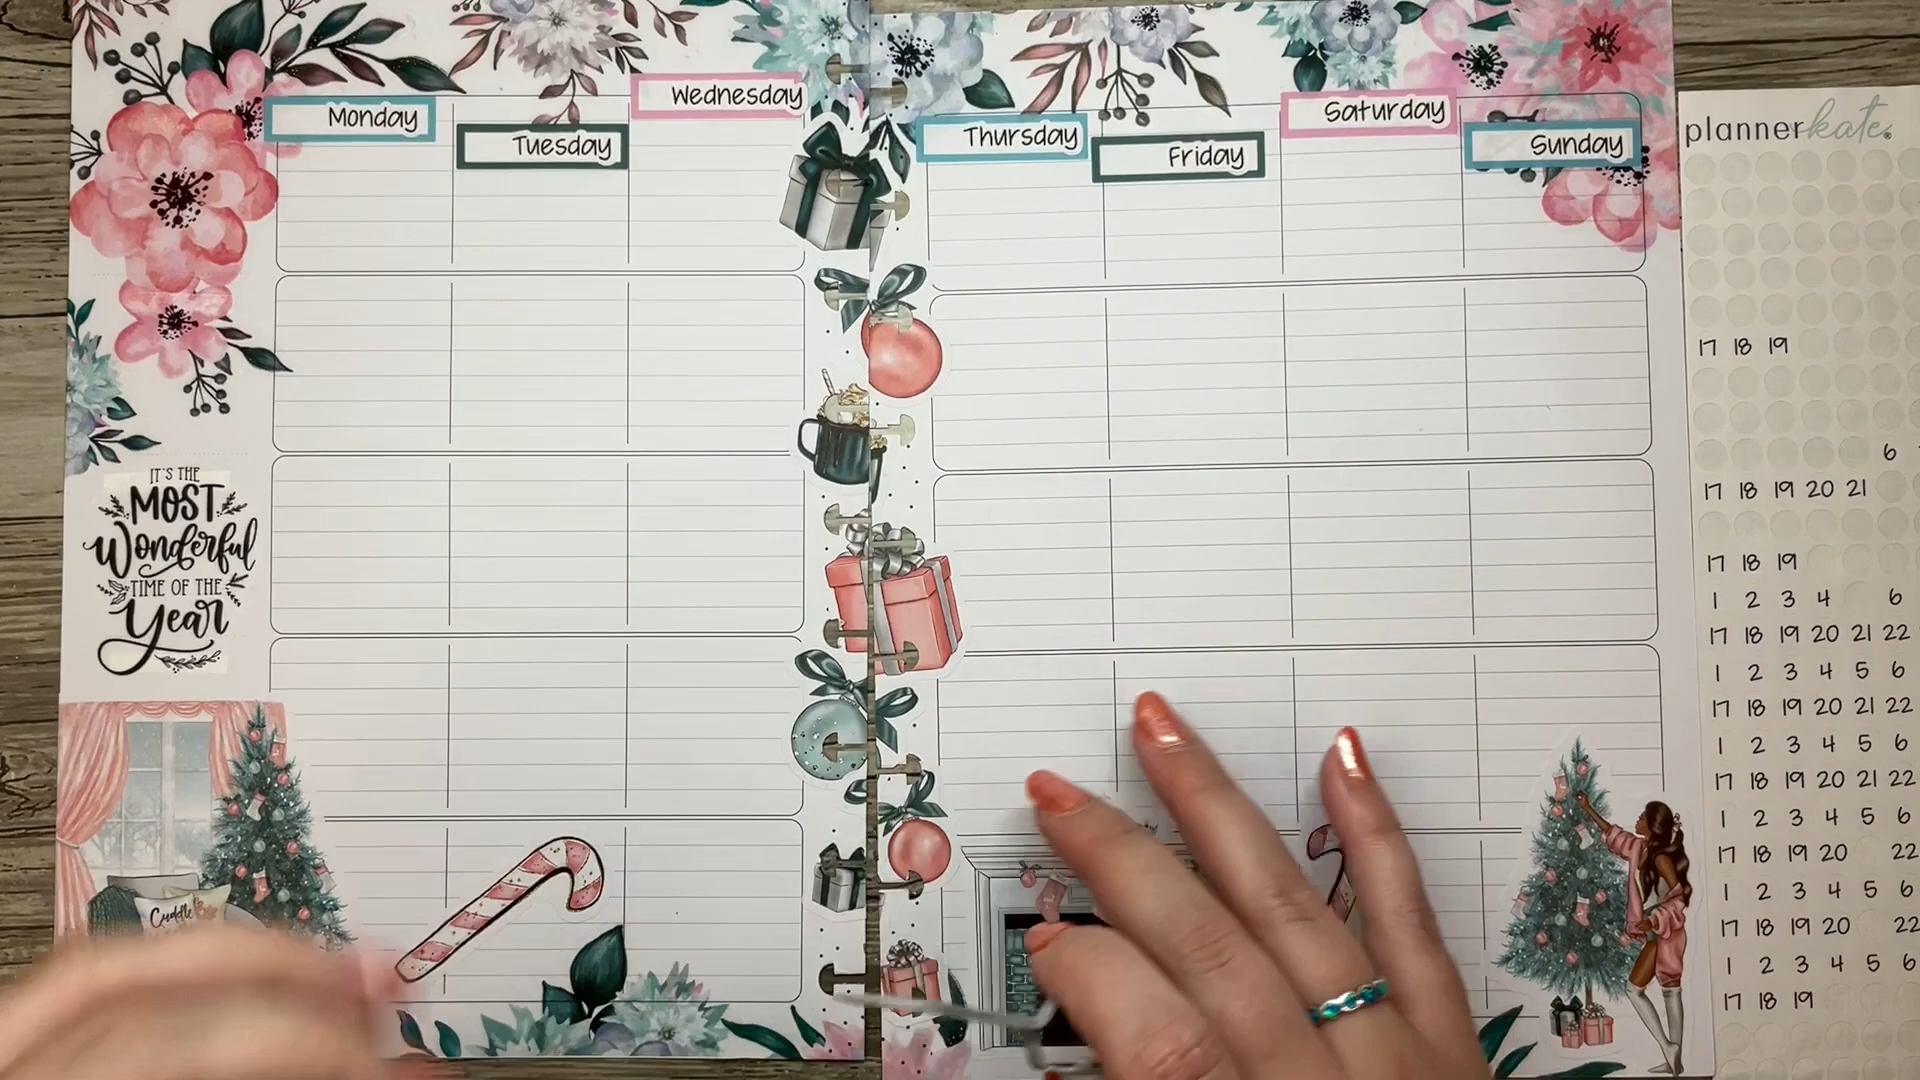 Monday
Tuesday
Wednesday
Thursday
Friday
Saturday
Sunday
IT'S THE
MOST
Wonderful
TIME OF THE
Year
Cuddle
plannerkate
17 18 19
6
17 18 19 20 21
17 18 19
1 2 3 4 6
17 18 19 20 21 22
1 2 3 4 5 6
17 18 19 20 21 22
1 2 3 4 5 6
17 18 19 20 21 22
1 2 3 4 5 6
17 18 19 20 22
1 2 3 4 5 6
17 18 19 20 22
1 2 3 4 5 6
17 18 19